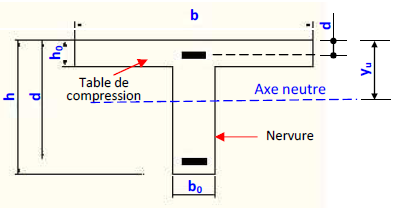 b
d
h₀
Table de
compression
h
d
yᵤ
Axe neutre
Nervure
b₀